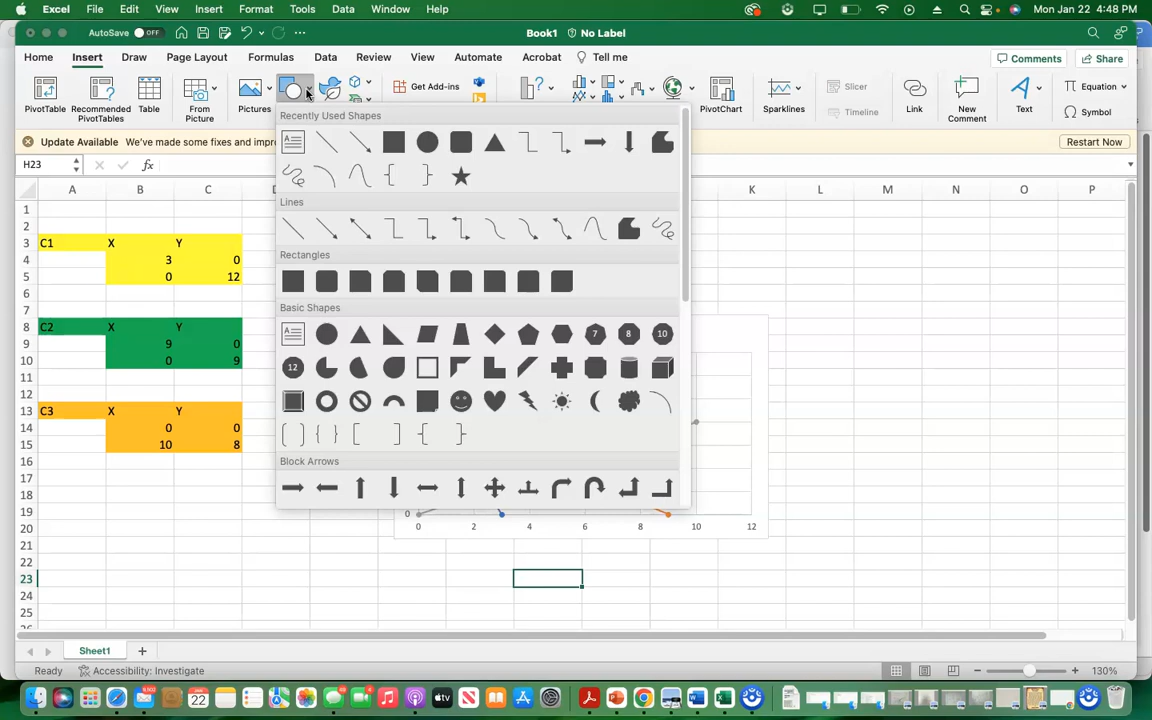 Excel File Edit View Insert Format Tools Data Window Help Mon Jan 22 4:48 PM
AutoSave OFF Book1 No Label
Home Insert Draw Page Layout Formulas Data Review View Automate Acrobat Tell me Comments Share
PivotTable Recommended PivotTables Table From Picture Pictures Get Add-ins PivotChart Sparklines Slicer Timeline Link New Comment Text Equation Symbol
Update Available We've made some fixes and Restart Now
H23 fx
A B C K L M N O P
1
2
3 C1 X Y
4 3 0
5 0 12
6
7
8 C2 X Y
9 9 0
10 0 9
11
12
13 C3 X Y
14 0 0
15 10 8
16
17
18
19
20
21
22
23
24
25
Recently Used Shapes
Lines
Rectangles
Basic Shapes
7 8 10
12
Block Arrows
0
0 2 4 6 8 10 12
Sheet1
Ready Accessibility: Investigate 130%
tv
22